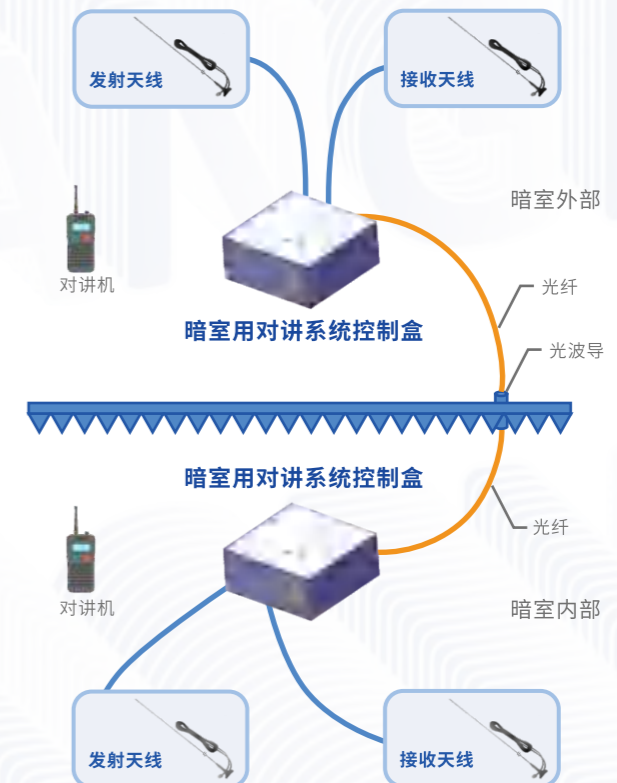 发射天线
接收天线
暗室外部
对讲机
光纤
暗室用对讲系统控制盒
光波导
暗室用对讲系统控制盒
光纤
对讲机
暗室内部
发射天线
接收天线